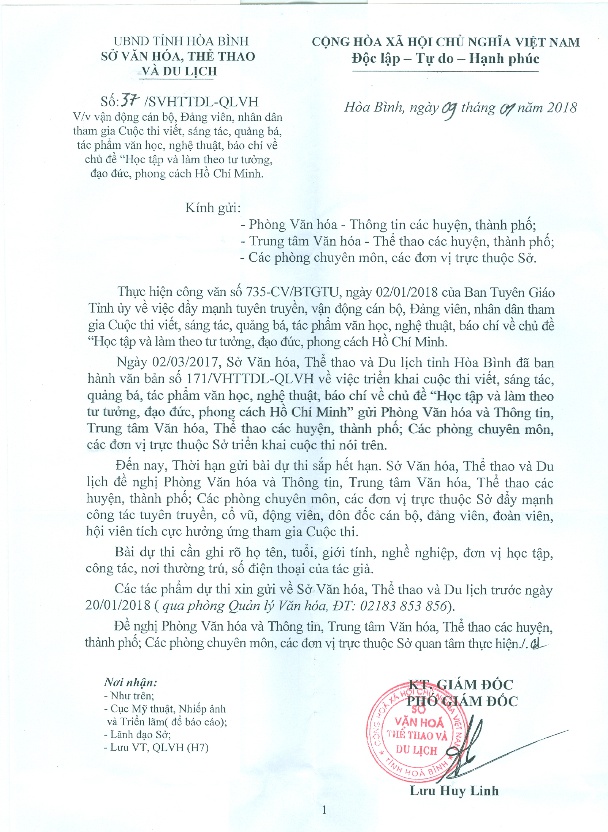 UBND TỈNH HÒA BÌNH
SỞ VĂN HÓA, THỂ THAO
VÀ DU LỊCH
Số: 37 /SVHTTDL-QLVH
V/v vận động cán bộ, Đảng viên, nhân dân
tham gia Cuộc thi viết, sáng tác, quảng bá,
tác phẩm văn học, nghệ thuật, báo chí về
chủ đề “Học tập và làm theo tư tưởng,
đạo đức, phong cách Hồ Chí Minh.
CỘNG HÒA XÃ HỘI CHỦ NGHĨA VIỆT NAM
Độc lập – Tự do – Hạnh phúc
Hòa Bình, ngày 09 tháng 01 năm 2018
Kính gửi:
- Phòng Văn hóa - Thông tin các huyện, thành phố;
- Trung tâm Văn hóa - Thể thao các huyện, thành phố;
- Các phòng chuyên môn, các đơn vị trực thuộc Sở.
Thực hiện công văn số 735-CV/BTGTU, ngày 02/01/2018 của Ban Tuyên Giáo
Tỉnh ủy về việc đẩy mạnh tuyên truyền, vận động cán bộ, Đảng viên, nhân dân tham
gia Cuộc thi viết, sáng tác, quảng bá, tác phẩm văn học, nghệ thuật, báo chí về chủ đề
“Học tập và làm theo tư tưởng, đạo đức, phong cách Hồ Chí Minh.
Ngày 02/03/2017, Sở Văn hóa, Thể thao và Du lịch tỉnh Hòa Bình đã ban
hành văn bản số 171/VHTTDL-QLVH về việc triển khai cuộc thi viết, sáng tác,
quảng bá, tác phẩm văn học, nghệ thuật, báo chí về chủ đề “Học tập và làm theo
tư tưởng, đạo đức, phong cách Hồ Chí Minh” gửi Phòng Văn hóa và Thông tin,
Trung tâm Văn hóa, Thể thao các huyện, thành phố; Các phòng chuyên môn,
các đơn vị trực thuộc Sở triển khai cuộc thi nói trên.
Đến nay, Thời hạn gửi bài dự thi sắp hết hạn. Sở Văn hóa, Thể thao và Du
lịch đề nghị Phòng Văn hóa và Thông tin, Trung tâm Văn hóa, Thể thao các
huyện, thành phố; Các phòng chuyên môn, các đơn vị trực thuộc Sở đẩy mạnh
công tác tuyên truyền, cổ vũ, động viên, đôn đốc cán bộ, đảng viên, đoàn viên,
hội viên tích cực hưởng ứng tham gia Cuộc thi.
Bài dự thi cần ghi rõ họ tên, tuổi, giới tính, nghề nghiệp, đơn vị học tập,
công tác, nơi thường trú, số điện thoại của tác giả.
Các tác phẩm dự thi xin gửi về Sở Văn hóa, Thể thao và Du lịch trước ngày
20/01/2018 ( qua phòng Quản lý Văn hóa, ĐT: 02183 853 856).
Đề nghị Phòng Văn hóa và Thông tin, Trung tâm Văn hóa, Thể thao các huyện,
thành phố; Các phòng chuyên môn, các đơn vị trực thuộc Sở quan tâm thực hiện./.
Nơi nhận:
- Như trên;
- Cục Mỹ thuật, Nhiếp ảnh
và Triển lãm( để báo cáo);
- Lãnh đạo Sở;
- Lưu VT, QLVH (H7)
KT. GIÁM ĐỐC
PHÓ GIÁM ĐỐC
CỘNG HOÀ XÃ HỘI CHỦ NGHĨA VIỆT NAM
SỞ
VĂN HOÁ
THỂ THAO VÀ
DU LỊCH
TỈNH HOÀ BÌNH
Lưu Huy Linh
1